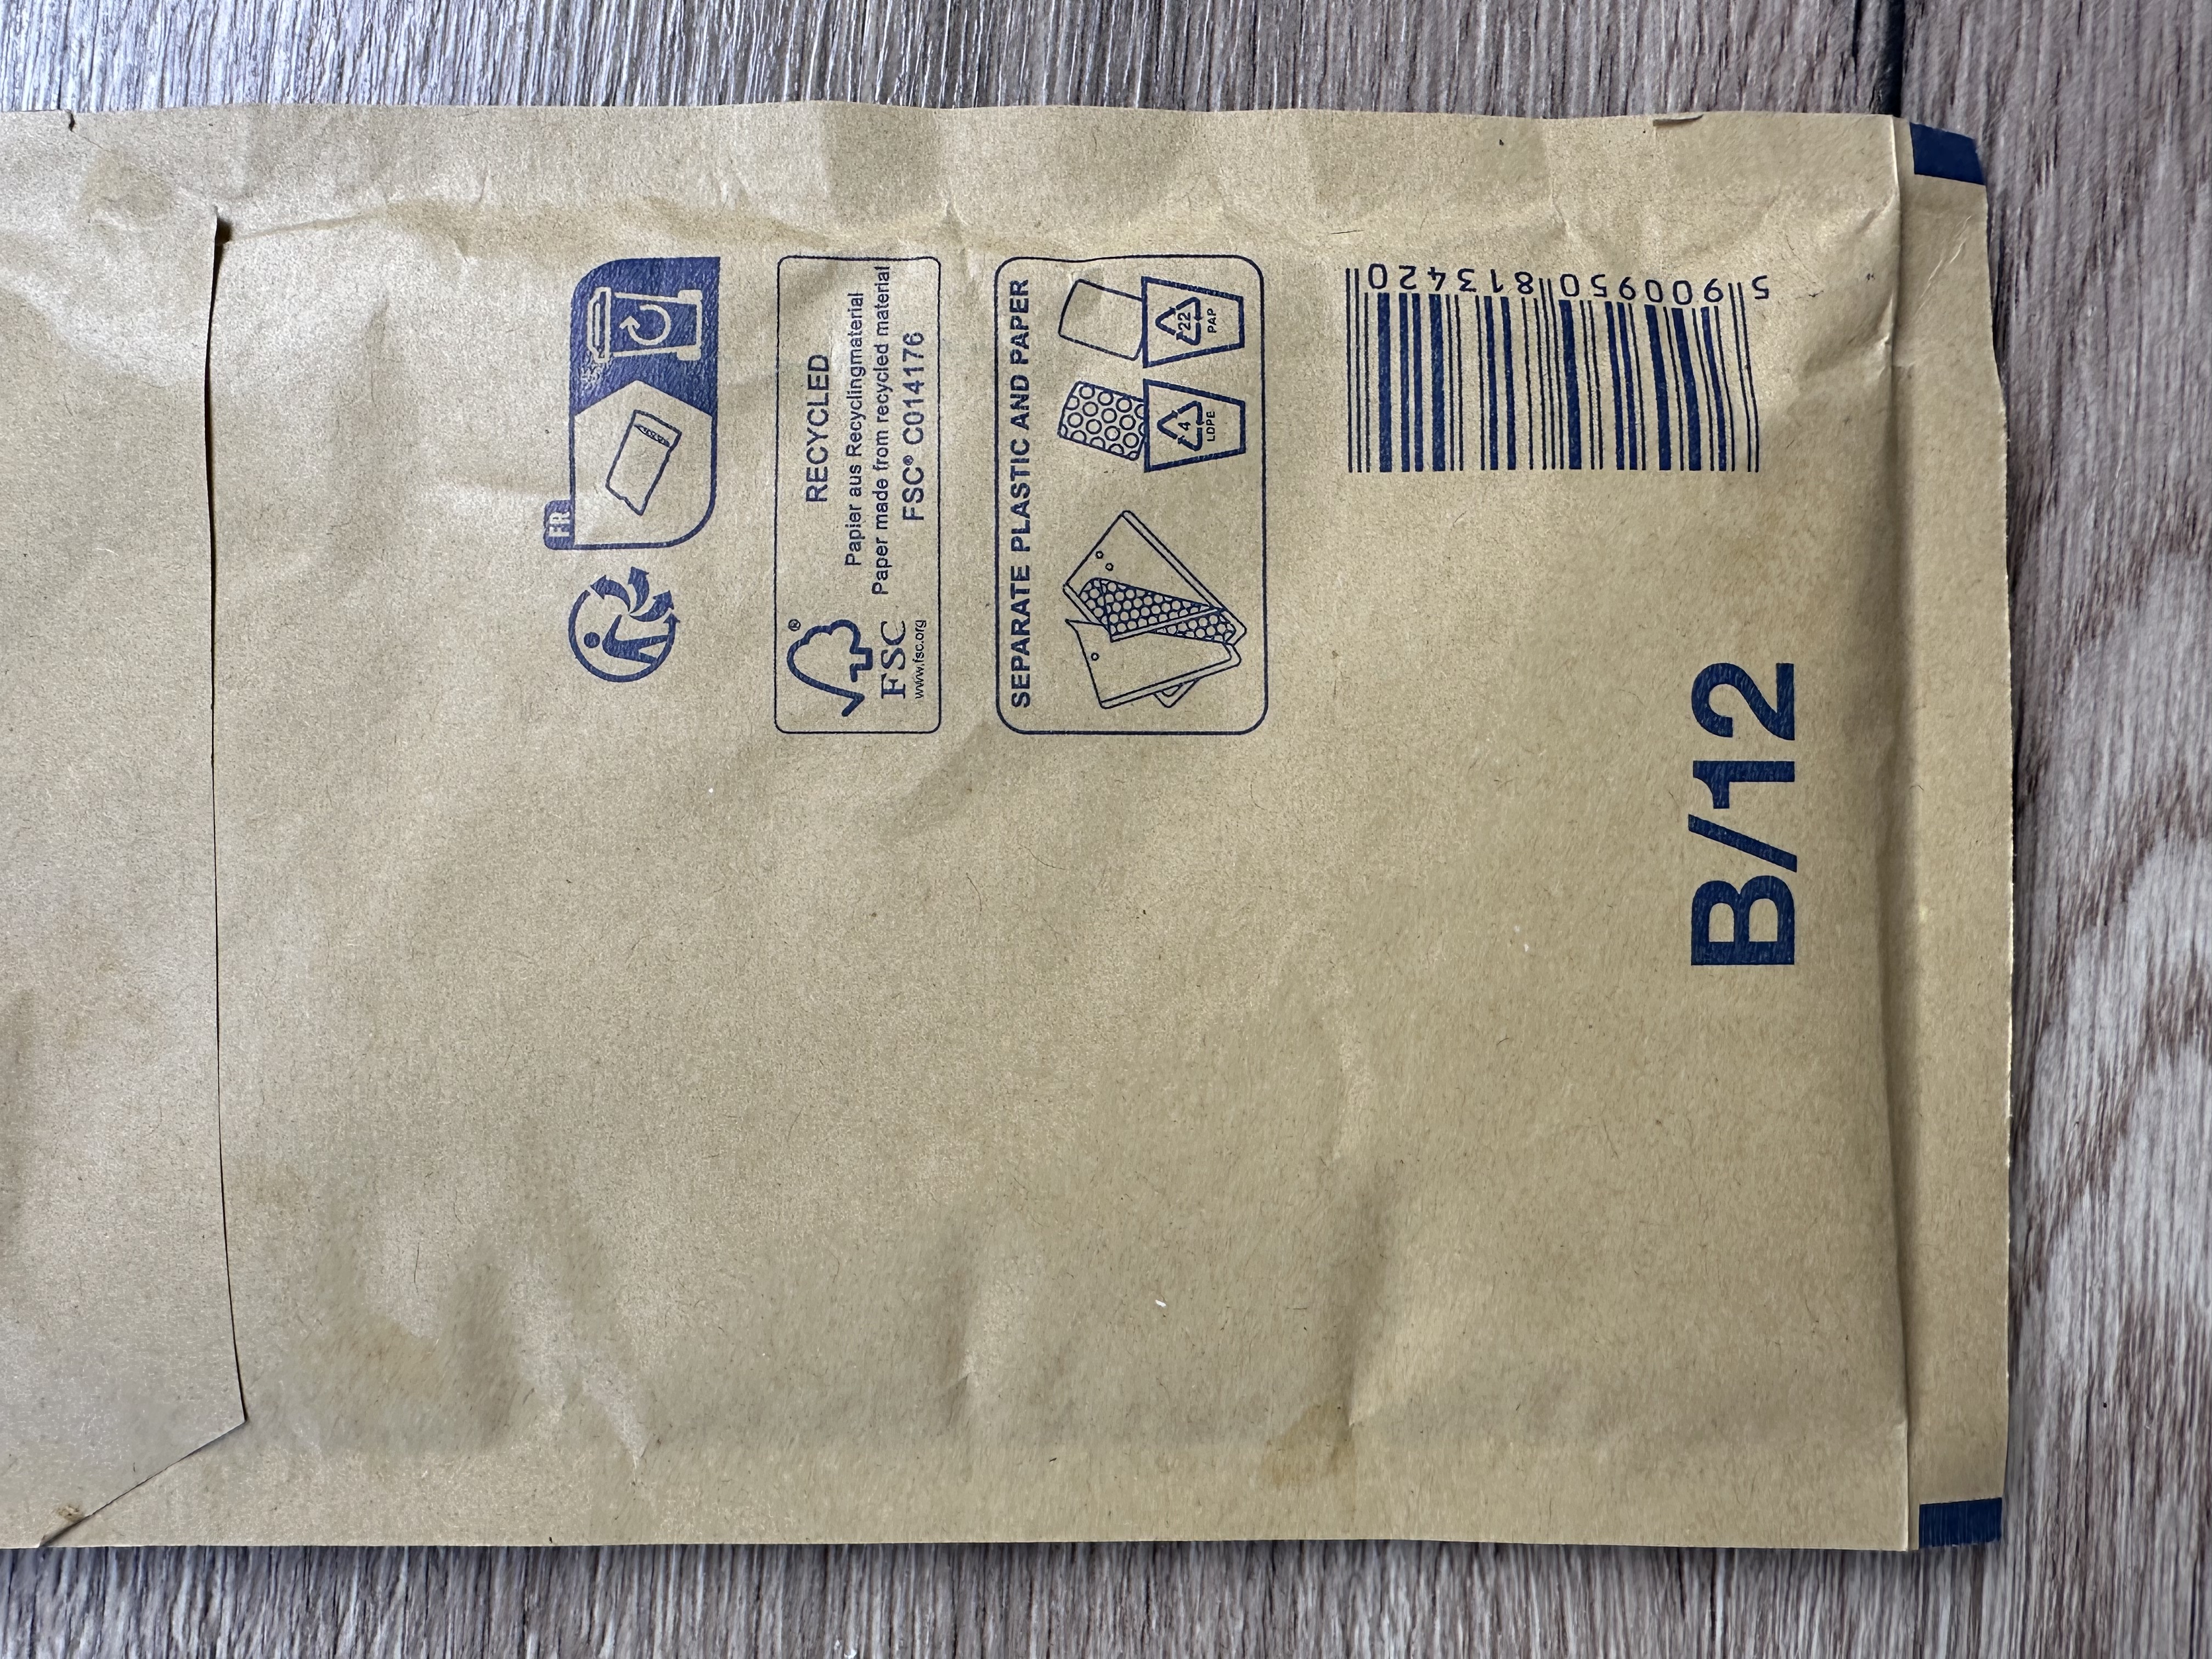 FR
RECYCLED
Papier aus Recyclingmaterial
Paper made from recycled material
FSC® C014176
®
FSC
www.fsc.org
SEPARATE PLASTIC AND PAPER
4
LDPE
22
PAP
5 900950 813420
B/12